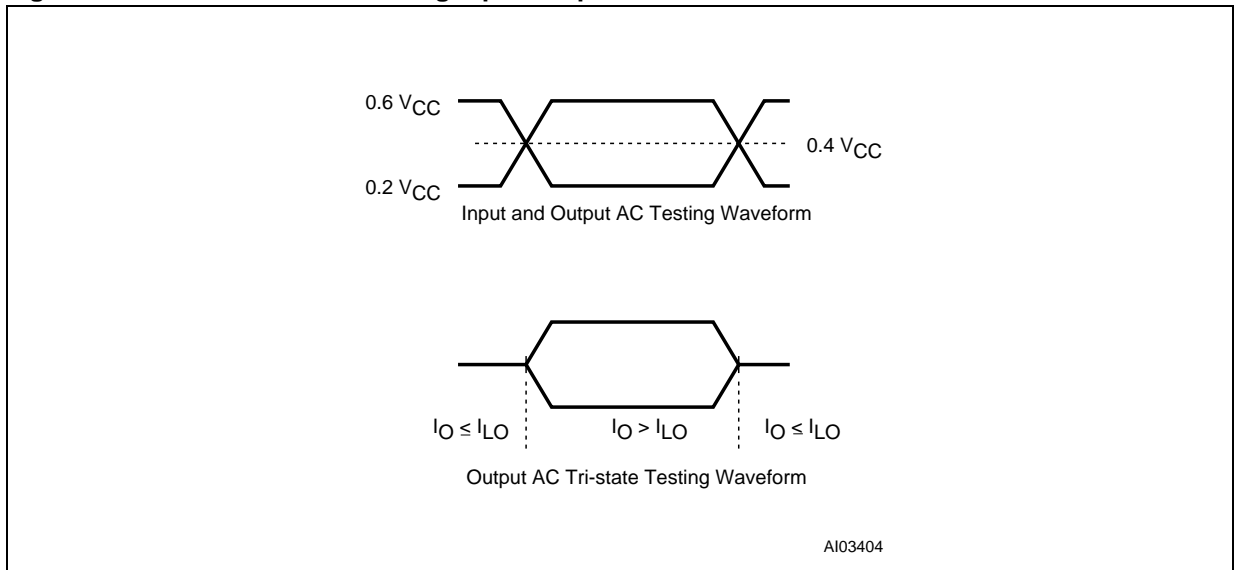 0.6 VCC
0.4 VCC
0.2 VCC
Input and Output AC Testing Waveform
IO ≤ ILO IO > ILO IO ≤ ILO
Output AC Tri-state Testing Waveform
AI03404